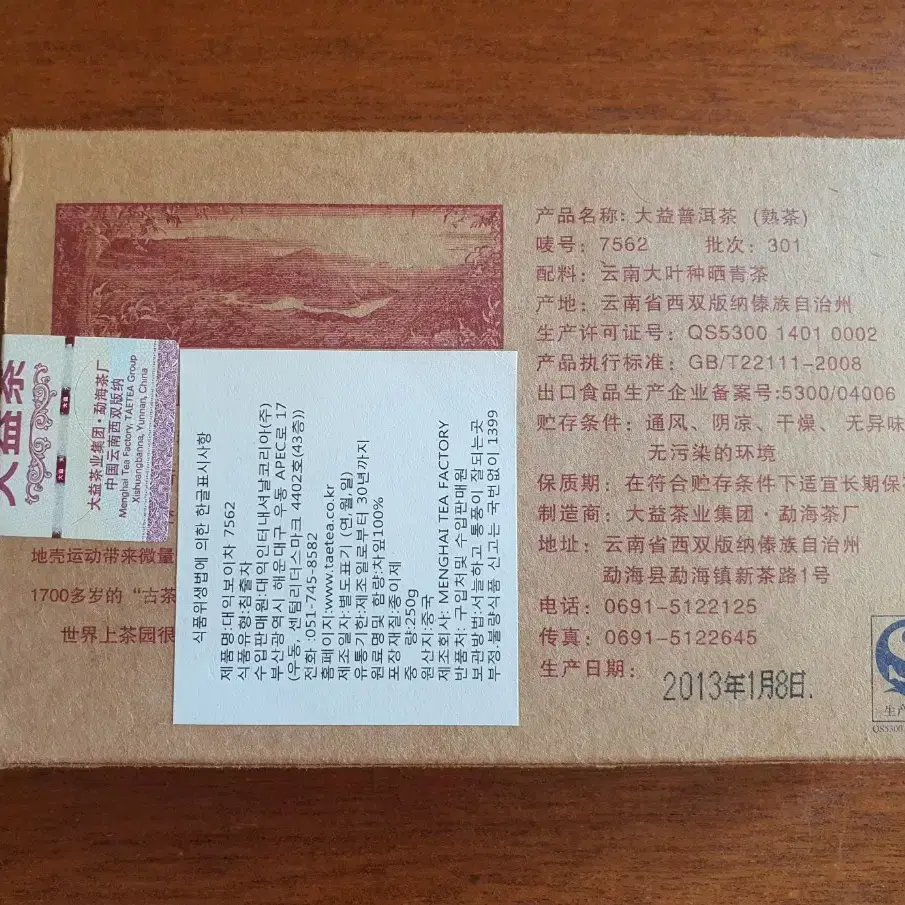 产品名称: 大益普洱茶 (熟茶)
唛号: 7562 批次: 301
配料: 云南大叶种晒青茶
产地: 云南省西双版纳傣族自治州
生产许可证号: QS5300 1401 0002
产品执行标准: GB/T22111-2008
出口食品生产企业备案号:5300/04006
贮存条件: 通风、阴凉、干燥、无异味
无污染的环境
保质期: 在符合贮存条件下适宜长期保
制造商: 大益茶业集团·勐海茶厂
地址: 云南省西双版纳傣族自治州
勐海县勐海镇新茶路1号
电话: 0691-5122125
传真: 0691-5122645
生产日期:
2013年1月8日.
大益茶
大益
大益
大益茶业集团·勐海茶厂
中国云南西双版纳
Menghai Tea Factory, TAETEA Group
Xishuangbanna, Yunnan, China
地壳运动带来微量
1700多岁的“古茶
世界上茶园很
식품위생법에 의한 한글표시사항
제품명:대익보이차 7562
식품유형:침출차
수입판매원:대익인터내셔날코리아(주)
부산광역시 해운대구 우동 APEC로 17
(우동, 센텀리더스마크 4402호(43층))
전화 :051-745-8582
홈페이지:www.taetea.co.kr
제조일자:별도표기 (연,월,일)
유통기한:제조일로부터 30년까지
원료명및 함량:차잎100%
포장재질:종이제
중 량:250g
원산지:중국
제조회사: MENGHAI TEA FACTORY
반품처: 구입처및 수입판매원
보관방법:서늘하고 통풍이 잘되는곳
부정.불량식품 신고는 국번없이 1399
生产
QS5300